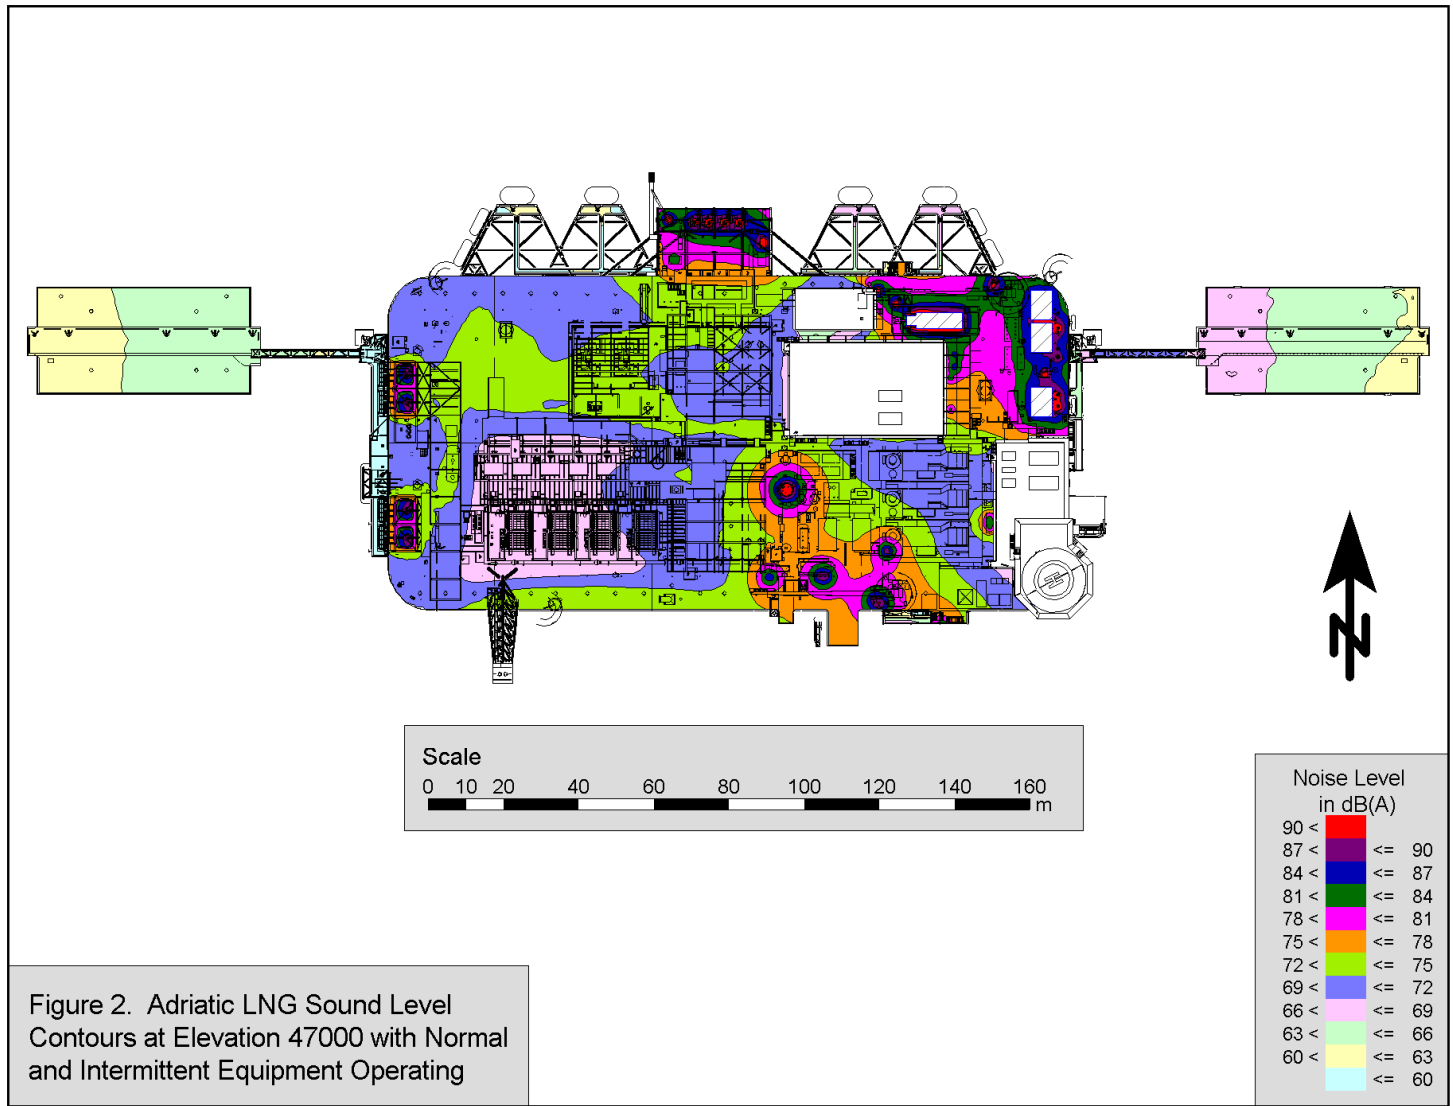 Scale
0 10 20 40 60 80 100 120 140 160
m
N
Noise Level
in dB(A)
90 <
87 < <= 90
84 < <= 87
81 < <= 84
78 < <= 81
75 < <= 78
72 < <= 75
69 < <= 72
66 < <= 69
63 < <= 66
60 < <= 63
<= 60
Figure 2. Adriatic LNG Sound Level
Contours at Elevation 47000 with Normal
and Intermittent Equipment Operating